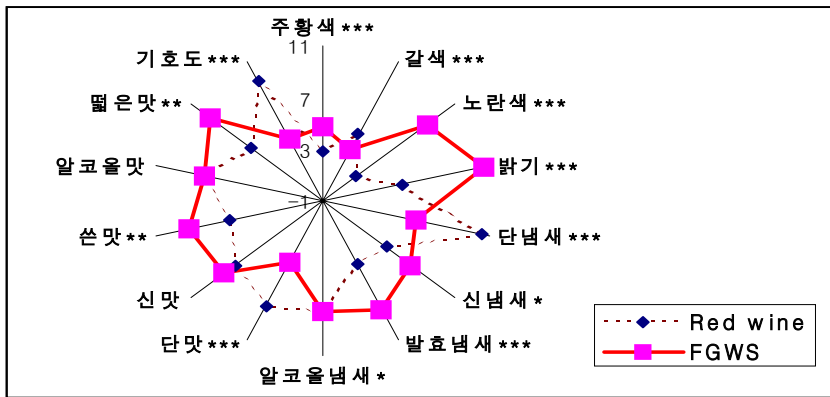 주황색***
갈색***
노란색***
밝기***
단냄새***
신냄새*
발효냄새***
알코올냄새*
단맛***
신맛
쓴맛**
알코올맛
떫은맛**
기호도***
11
7
3
-1
Red wine
FGWS